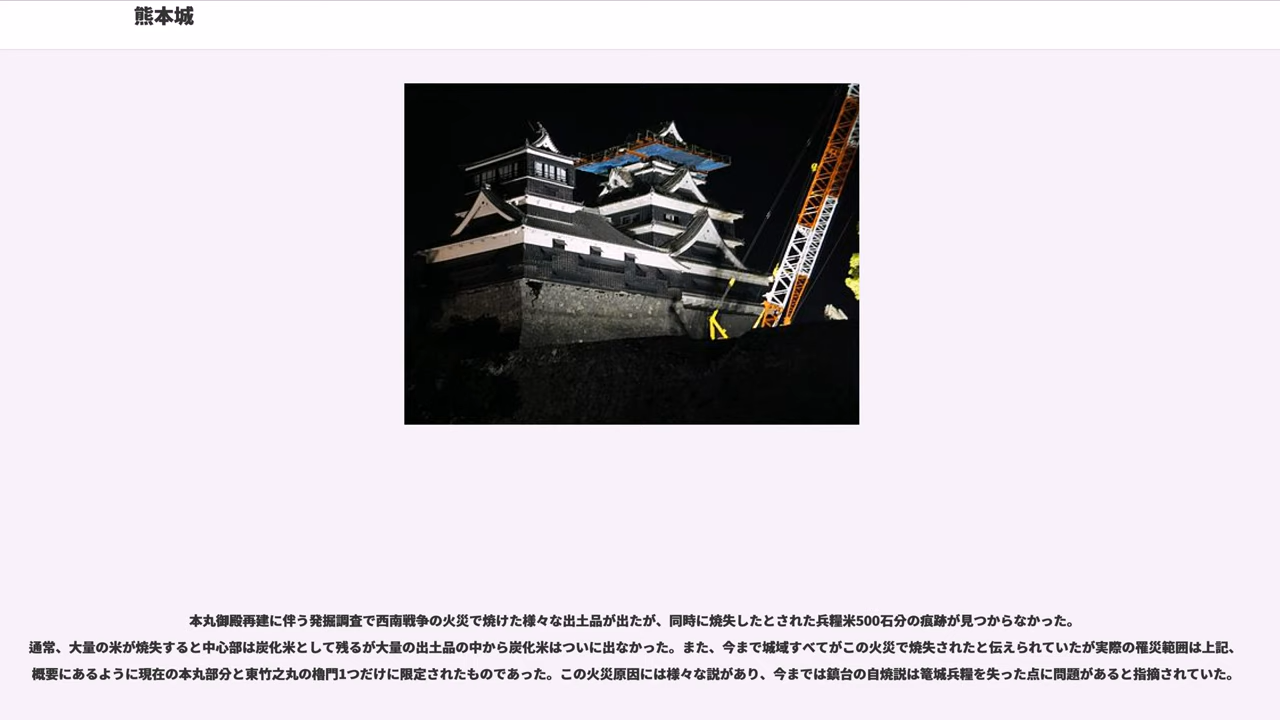 熊本城
本丸御殿再建に伴う発掘調査で西南戦争の火災で焼けた様々な出土品が出たが、同時に焼失したとされた兵糧米500石分の痕跡が見つからなかった。
通常、大量の米が焼失すると中心部は炭化米として残るが大量の出土品の中から炭化米はついに出なかった。また、今まで城域すべてがこの火災で焼失されたと伝えられていたが実際の罹災範囲は上記、
概要にあるように現在の本丸部分と東竹之丸の櫓門1つだけに限定されたものであった。この火災原因には様々な説があり、今までは鎮台の自焼説は篭城兵糧を失った点に問題があると指摘されていた。